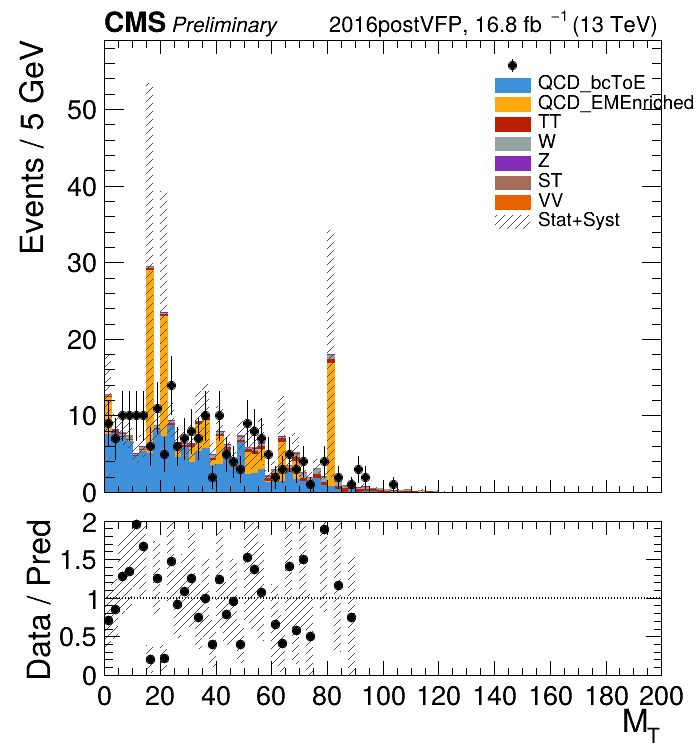 CMS Preliminary 2016postVFP, 16.8 fb⁻¹ (13 TeV)
Events / 5 GeV
50
40
30
20
10
0
QCD_bcToE
QCD_EMEnriched
TT
W
Z
ST
VV
Stat+Syst
Data / Pred
2
1.5
1
0.5
0
0 20 40 60 80 100 120 140 160 180 200
M_T